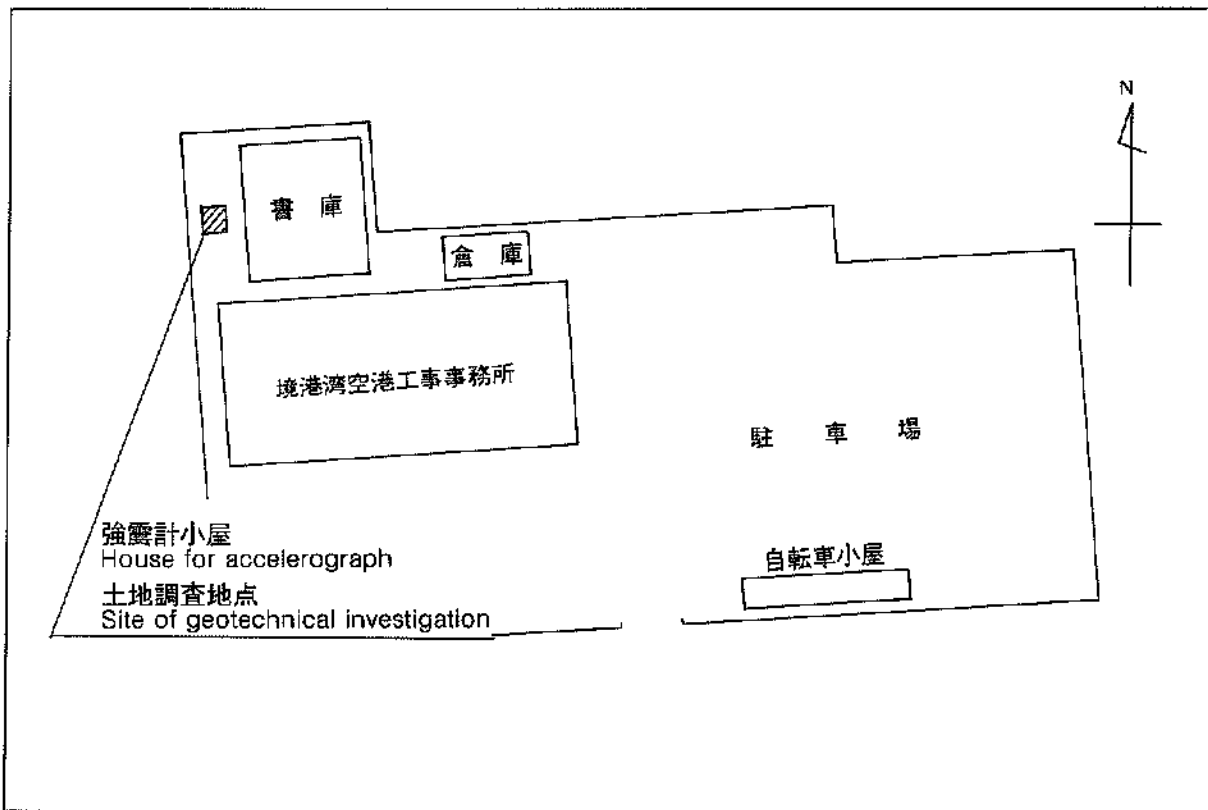 N
書庫
倉庫
境港湾空港工事事務所
駐車場
強震計小屋
House for accelerograph
土地調査地点
Site of geotechnical investigation
自転車小屋